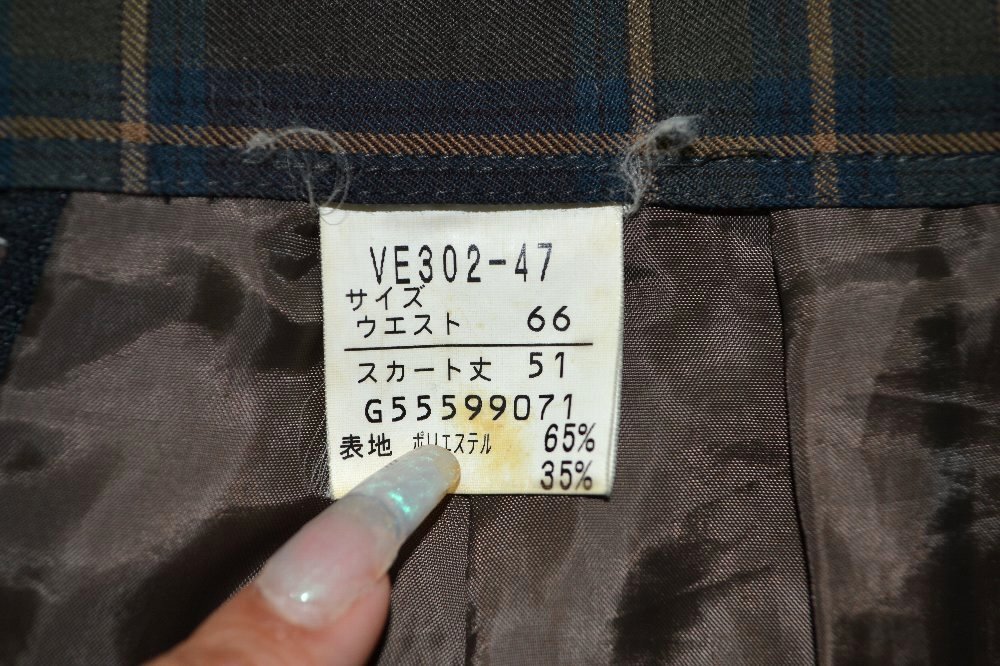 VE302-47
サイズ
ウエスト 66
スカート丈 51
G55599071
表地 ポリエステル 65%
35%